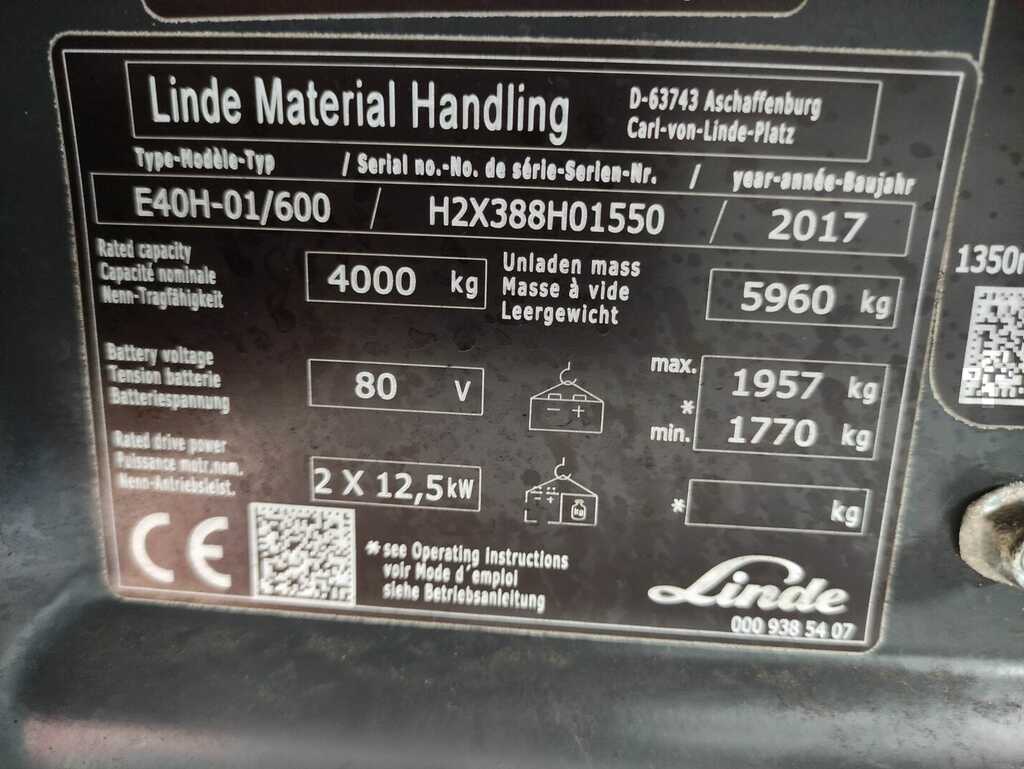 Linde Material Handling
D-63743 Aschaffenburg
Carl-von-Linde-Platz
Type-Modèle-Typ / Serial no.-No. de série-Serien-Nr. / year-année-Baujahr
E40H-01/600 / H2X388H01550 / 2017
Rated capacity
Capacité nominale
Nenn-Tragfähigkeit
4000 kg
Unladen mass
Masse à vide
Leergewicht
5960 kg
Battery voltage
Tension batterie
Batteriespannung
80 V
- +
max.
1957 kg
*
min.
1770 kg
Rated drive power
Puissance motr.nom.
Nenn-Antriebsleist.
2 X 12,5 kW
- +
kg
* kg
CE
* see Operating Instructions
voir Mode d'emploi
siehe Betriebsanleitung
Linde
000 938 54 07